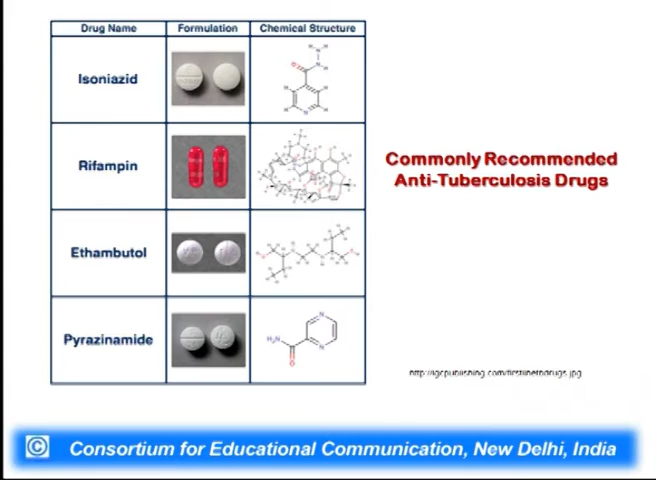 Drug Name Formulation Chemical Structure
Isoniazid
Rifampin
Ethambutol
Pyrazinamide
Commonly Recommended
Anti-Tuberculosis Drugs
© Consortium for Educational Communication, New Delhi, India